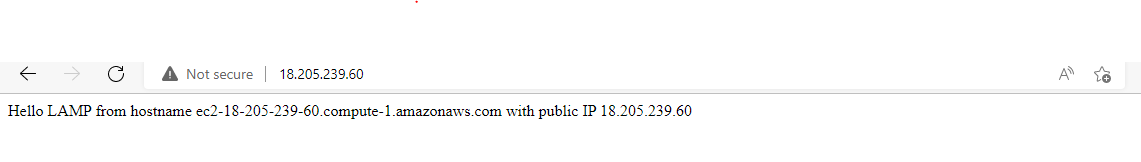 Not secure 18.205.239.60
Hello LAMP from hostname ec2-18-205-239-60.compute-1.amazonaws.com with public IP 18.205.239.60